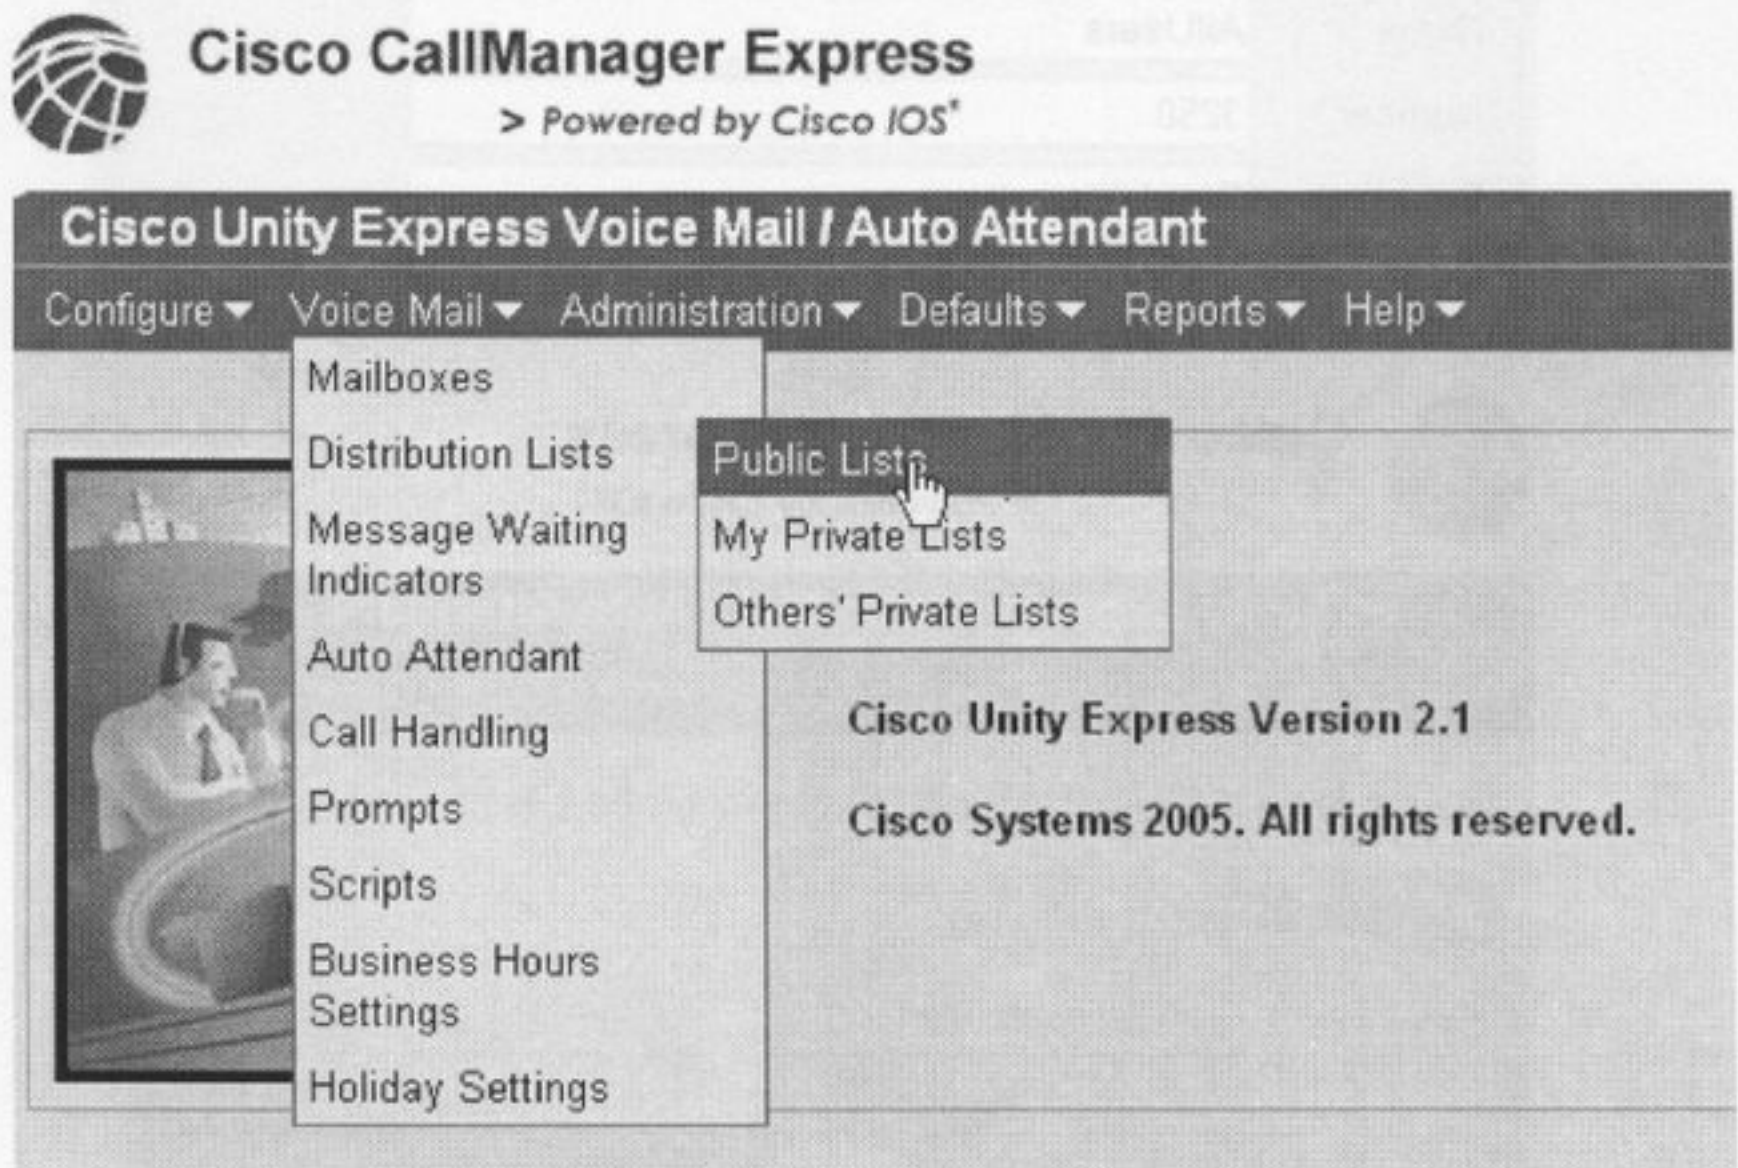 Cisco CallManager Express
> Powered by Cisco IOS*
Cisco Unity Express Voice Mail / Auto Attendant
Configure Voice Mail Administration Defaults Reports Help
Mailboxes
Distribution Lists
Public Lists
My Private Lists
Others' Private Lists
Message Waiting
Indicators
Auto Attendant
Call Handling
Prompts
Scripts
Business Hours
Settings
Holiday Settings
Cisco Unity Express Version 2.1
Cisco Systems 2005. All rights reserved.